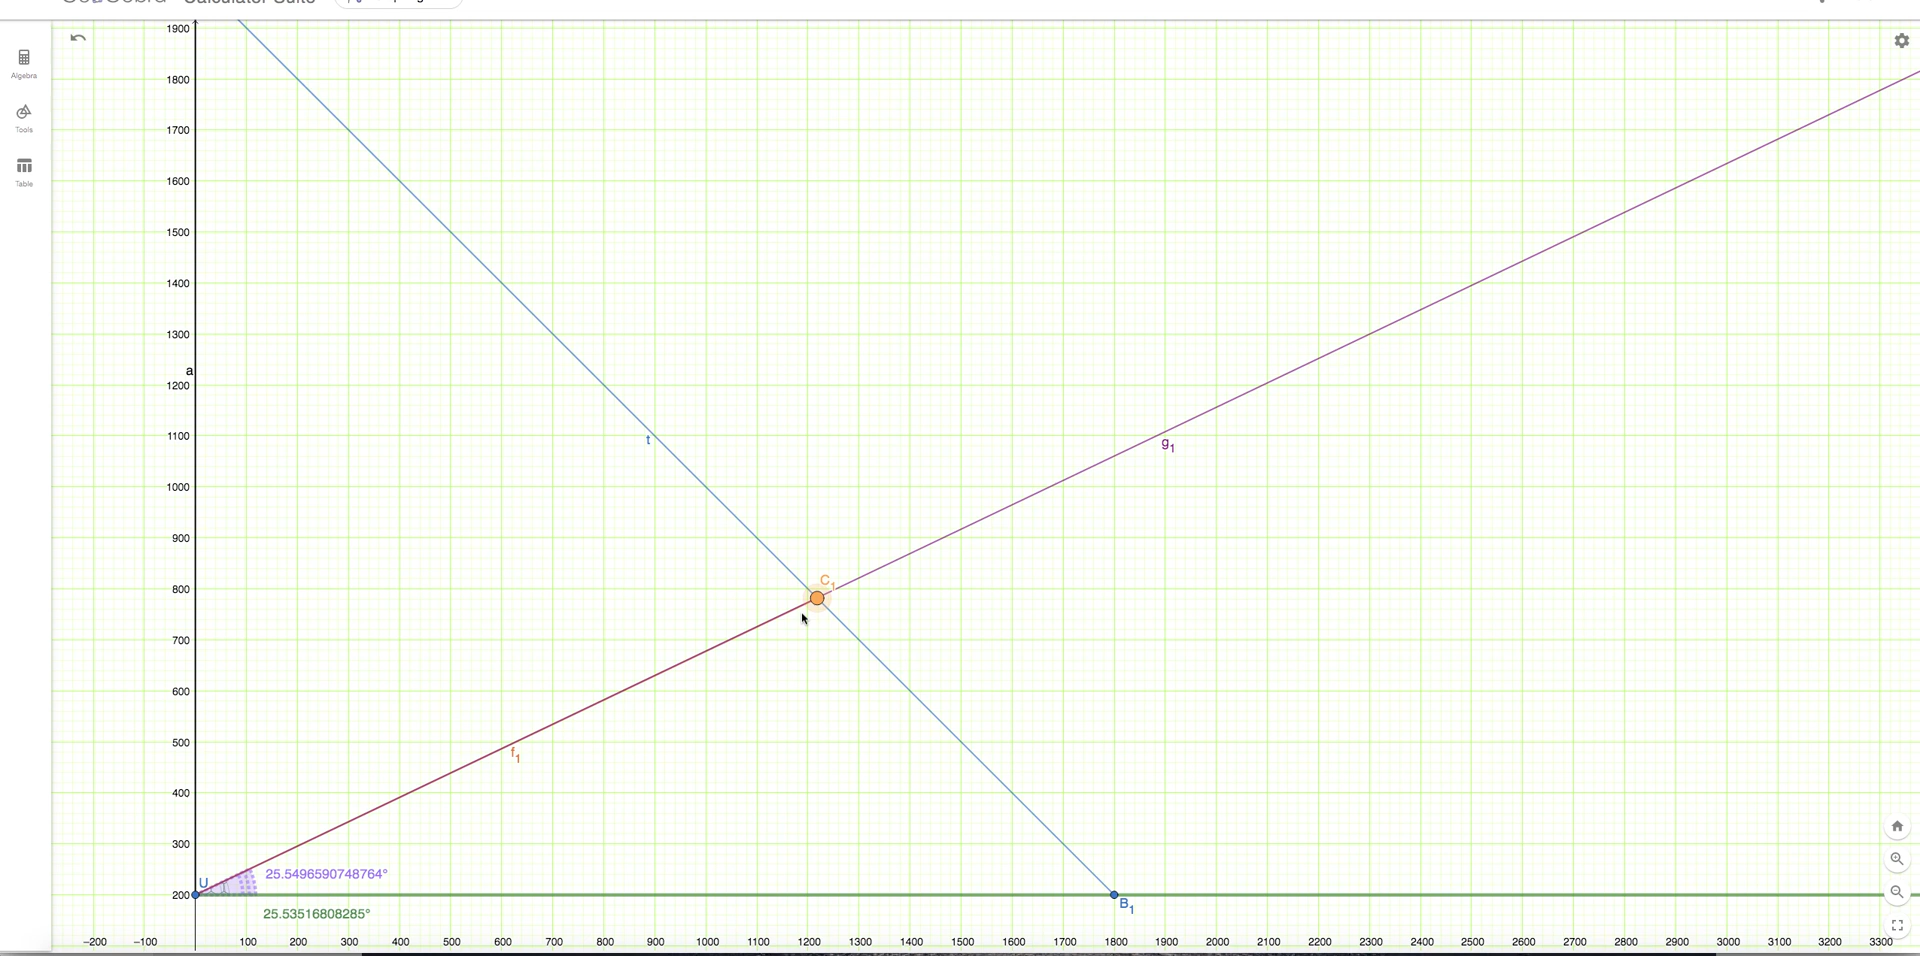 Calculator Suite
1900
Algebra
1800
Tools
1700
Table
1600
1500
1400
1300
a
1200
1100
t
g1
1000
900
C1
800
700
600
500
f1
400
300
25.5496590748764°
U
200
B1
25.53516808285°
−200 −100 100 200 300 400 500 600 700 800 900 1000 1100 1200 1300 1400 1500 1600 1700 1800 1900 2000 2100 2200 2300 2400 2500 2600 2700 2800 2900 3000 3100 3200 3300